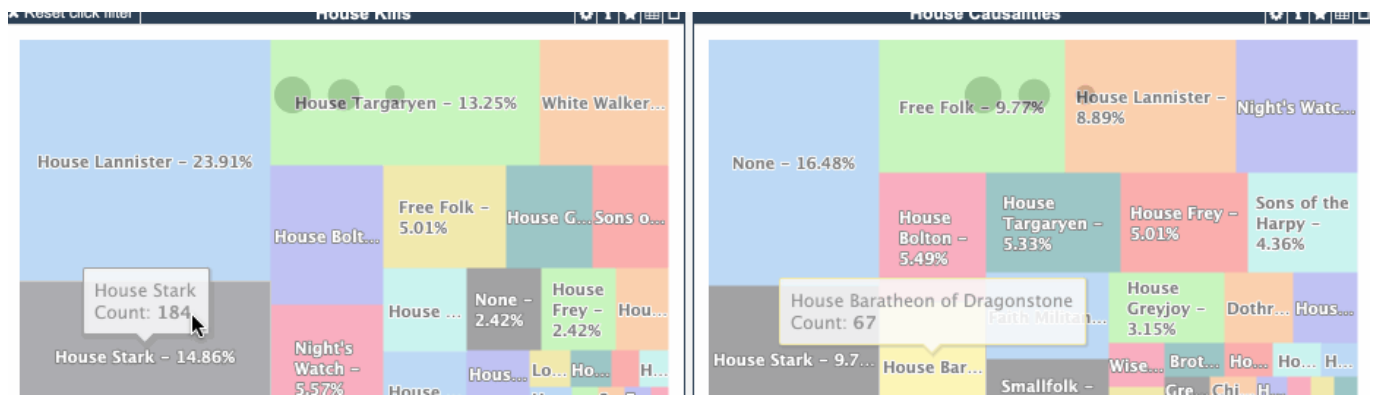 Reset click filter
House Kills
House Causalities
House Lannister – 23.91%
House Targaryen – 13.25%
White Walker...
House Bolt...
Free Folk –
5.01%
House G...
Sons o...
House Stark
Count: 184
House Stark – 14.86%
Night's
Watch –
5.57%
House ...
None –
2.42%
House
Frey –
2.42%
Hou...
House
Hous...
Lo...
Ho...
H...
None – 16.48%
Free Folk – 9.77%
House Lannister –
8.89%
Night's Watc...
House
Bolton –
5.49%
House
Targaryen –
5.33%
House Frey –
5.01%
Sons of the
Harpy –
4.36%
House Baratheon of Dragonstone
Count: 67
Faith Militan...
House
Greyjoy –
3.15%
Dothr...
Hous...
House Stark – 9.7...
House Bar...
Smallfolk –
Wise...
Brot...
Ho...
Ho...
H...
Gre...
Chi...
H...